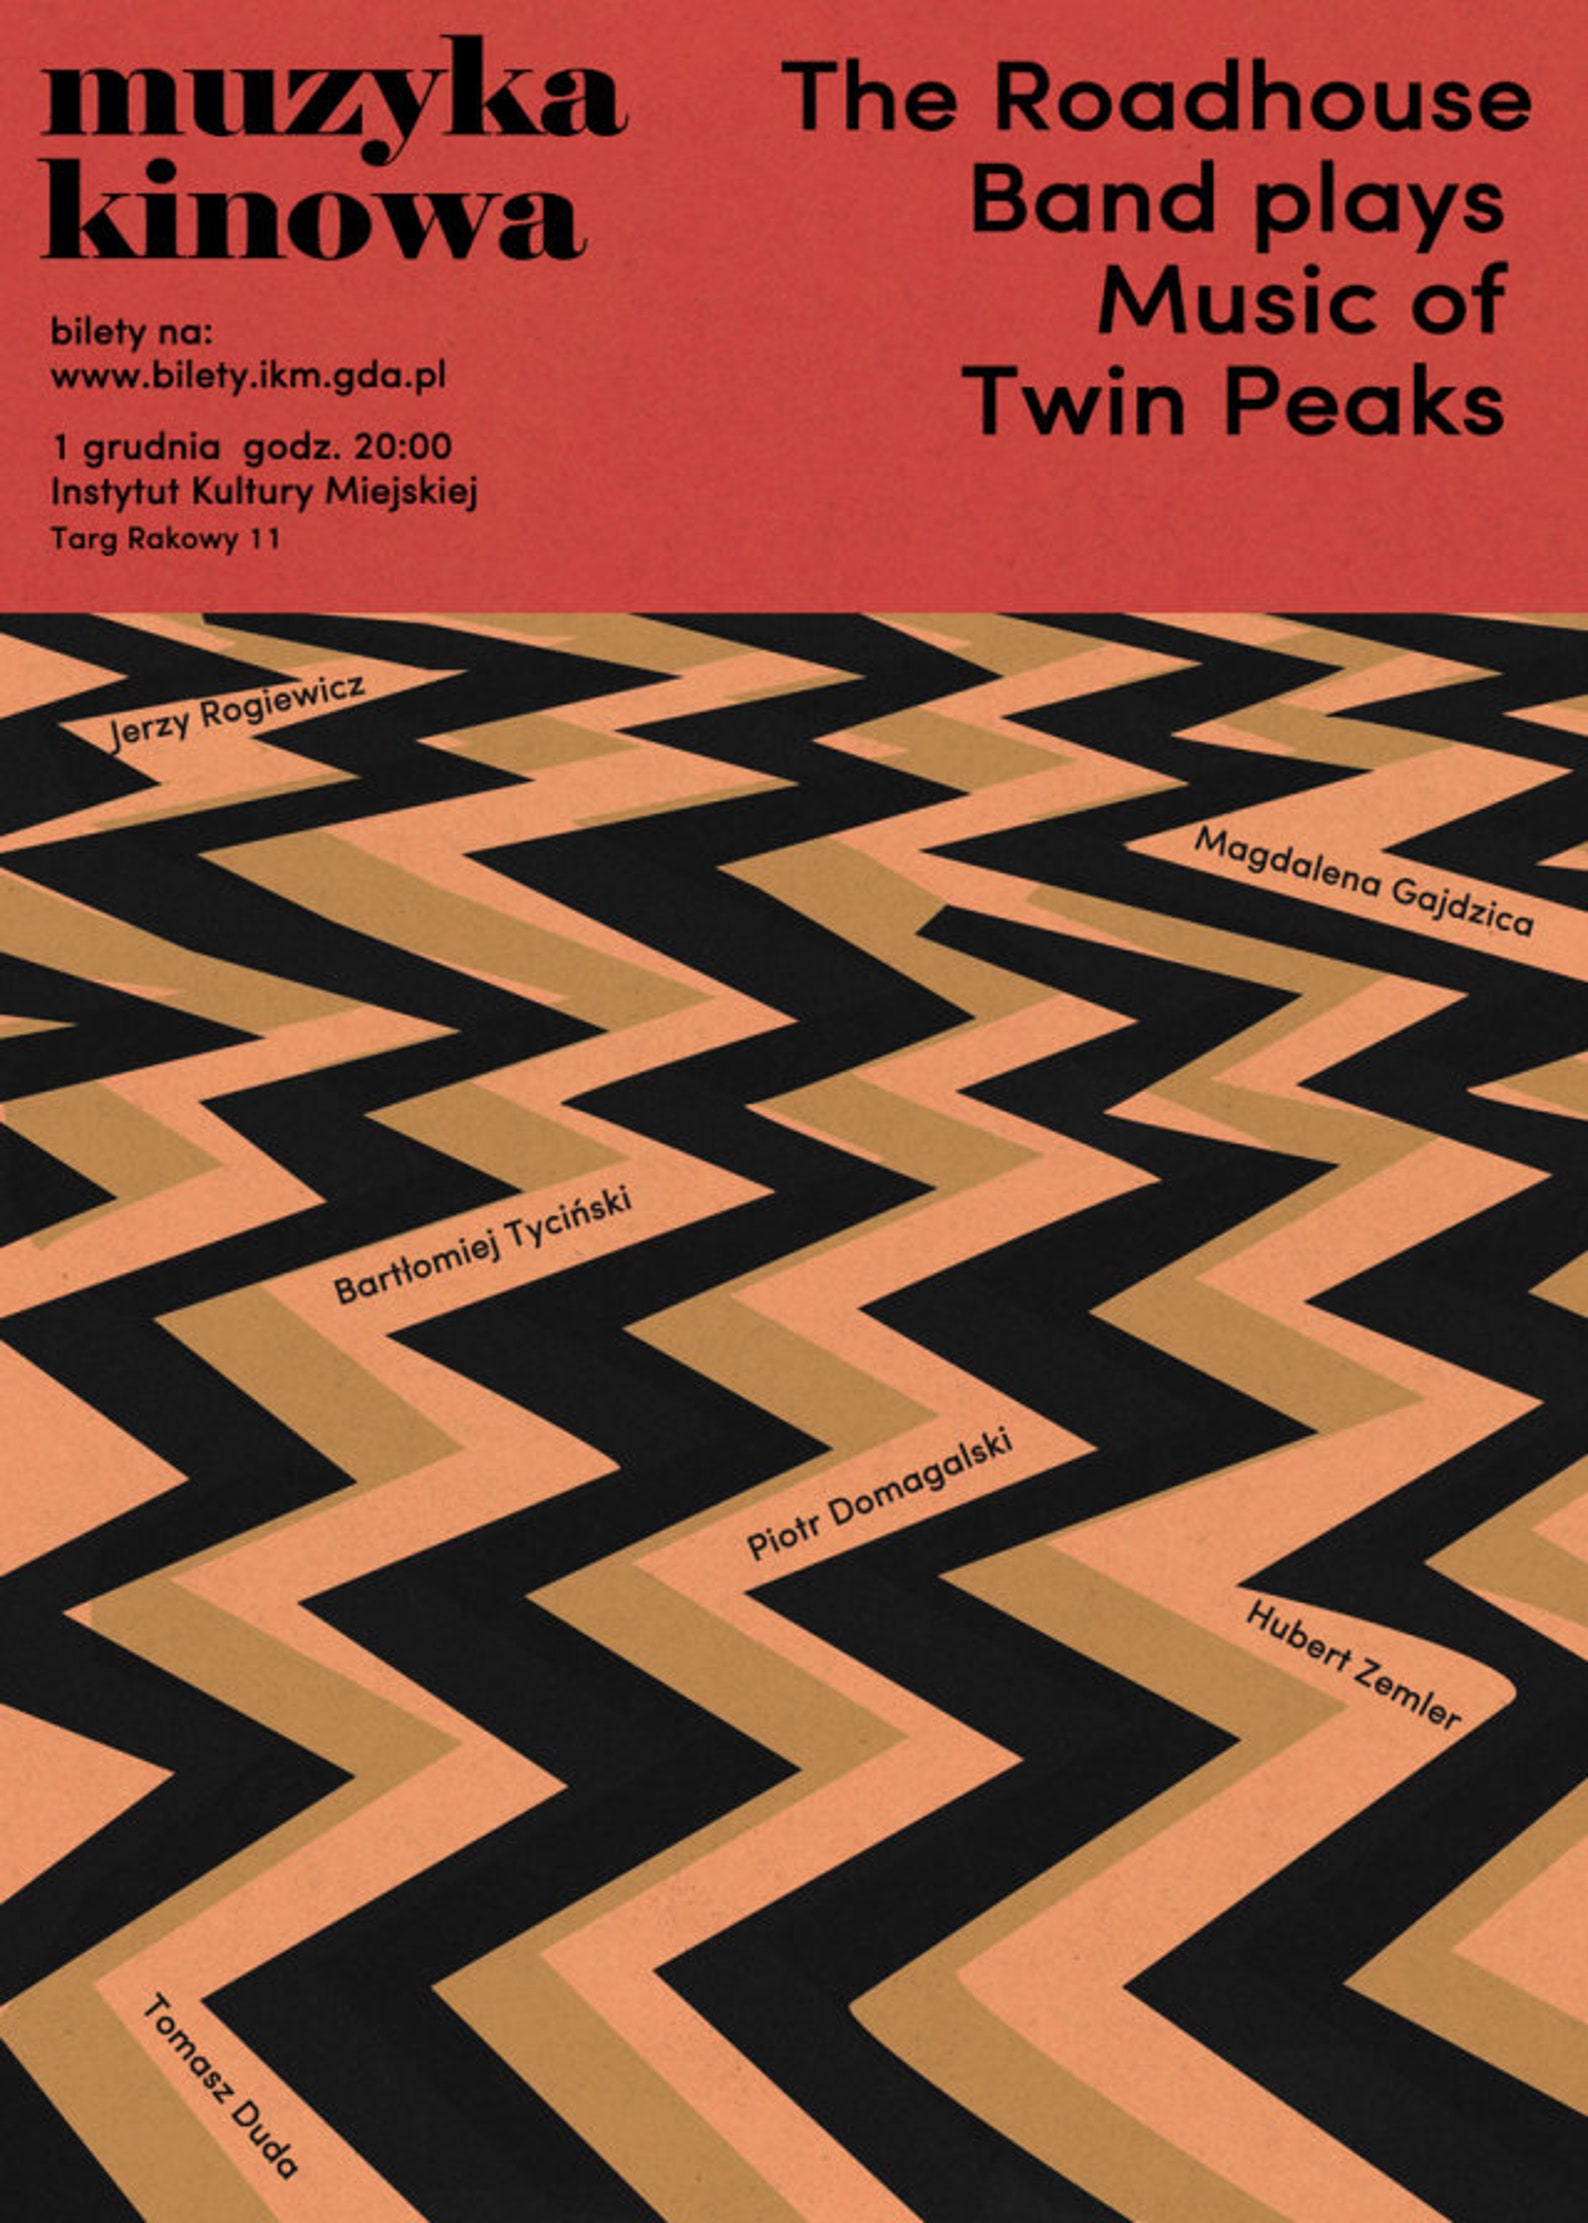 muzyka
kinowa
bilety na:
www.bilety.ikm.gda.pl
1 grudnia godz. 20:00
Instytut Kultury Miejskiej
Targ Rakowy 11
The Roadhouse
Band plays
Music of
Twin Peaks
Jerzy Rogiewicz
Magdalena Gajdzica
Bartłomiej Tyciński
Piotr Domagalski
Hubert Zemler
Tomasz Duda